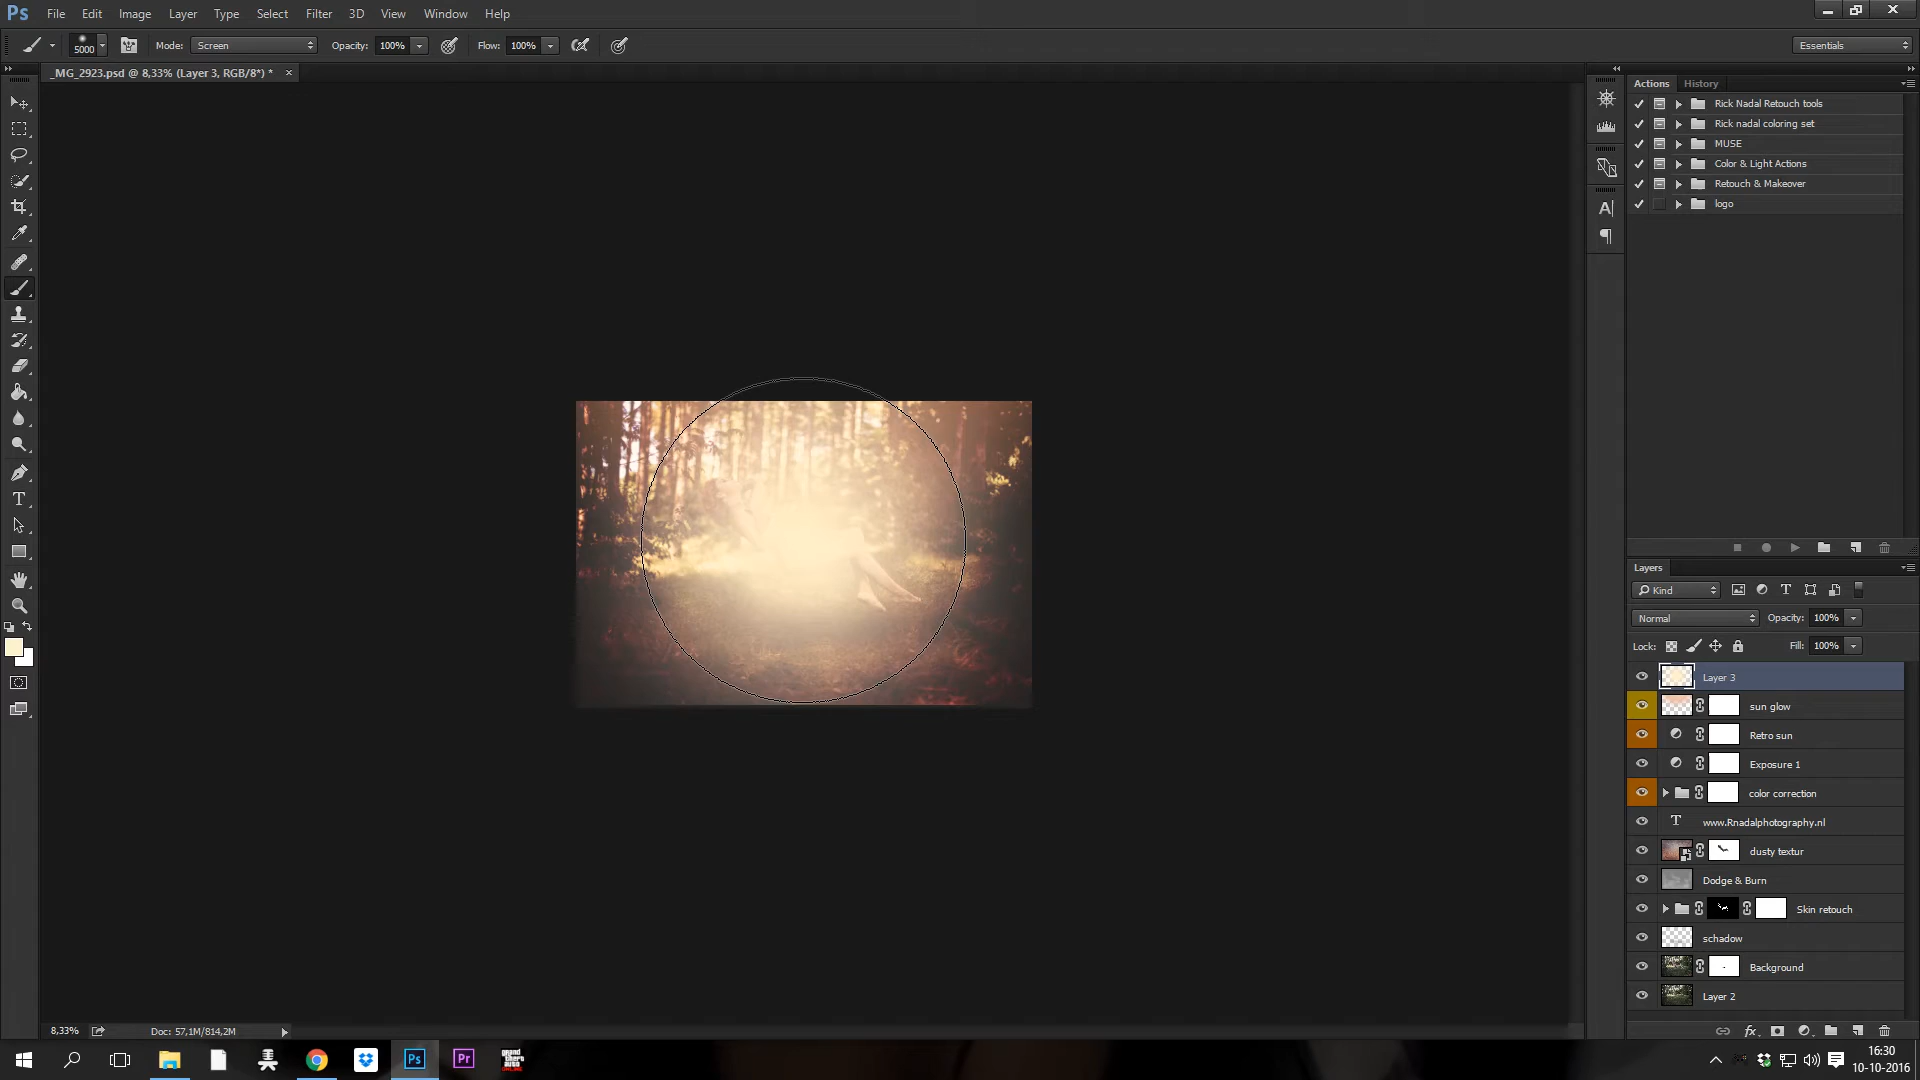 Ps File Edit Image Layer Type Select Filter 3D View Window Help
5000 Mode: Screen Opacity: 100% Flow: 100% Essentials
_MG_2923.psd @ 8,33% (Layer 3, RGB/8*) * ×
Actions History
Rick Nadal Retouch tools
Rick nadal coloring set
MUSE
Color & Light Actions
Retouch & Makeover
logo
Layers
Kind
Normal Opacity: 100%
Lock: Fill: 100%
Layer 3
sun glow
Retro sun
Exposure 1
color correction
www.Rnadalphotography.nl
dusty textur
Dodge & Burn
Skin retouch
schadow
Background
Layer 2
8,33% Doc: 57,1M/814,2M
fx
Ps Pr
16:30
10-10-2016